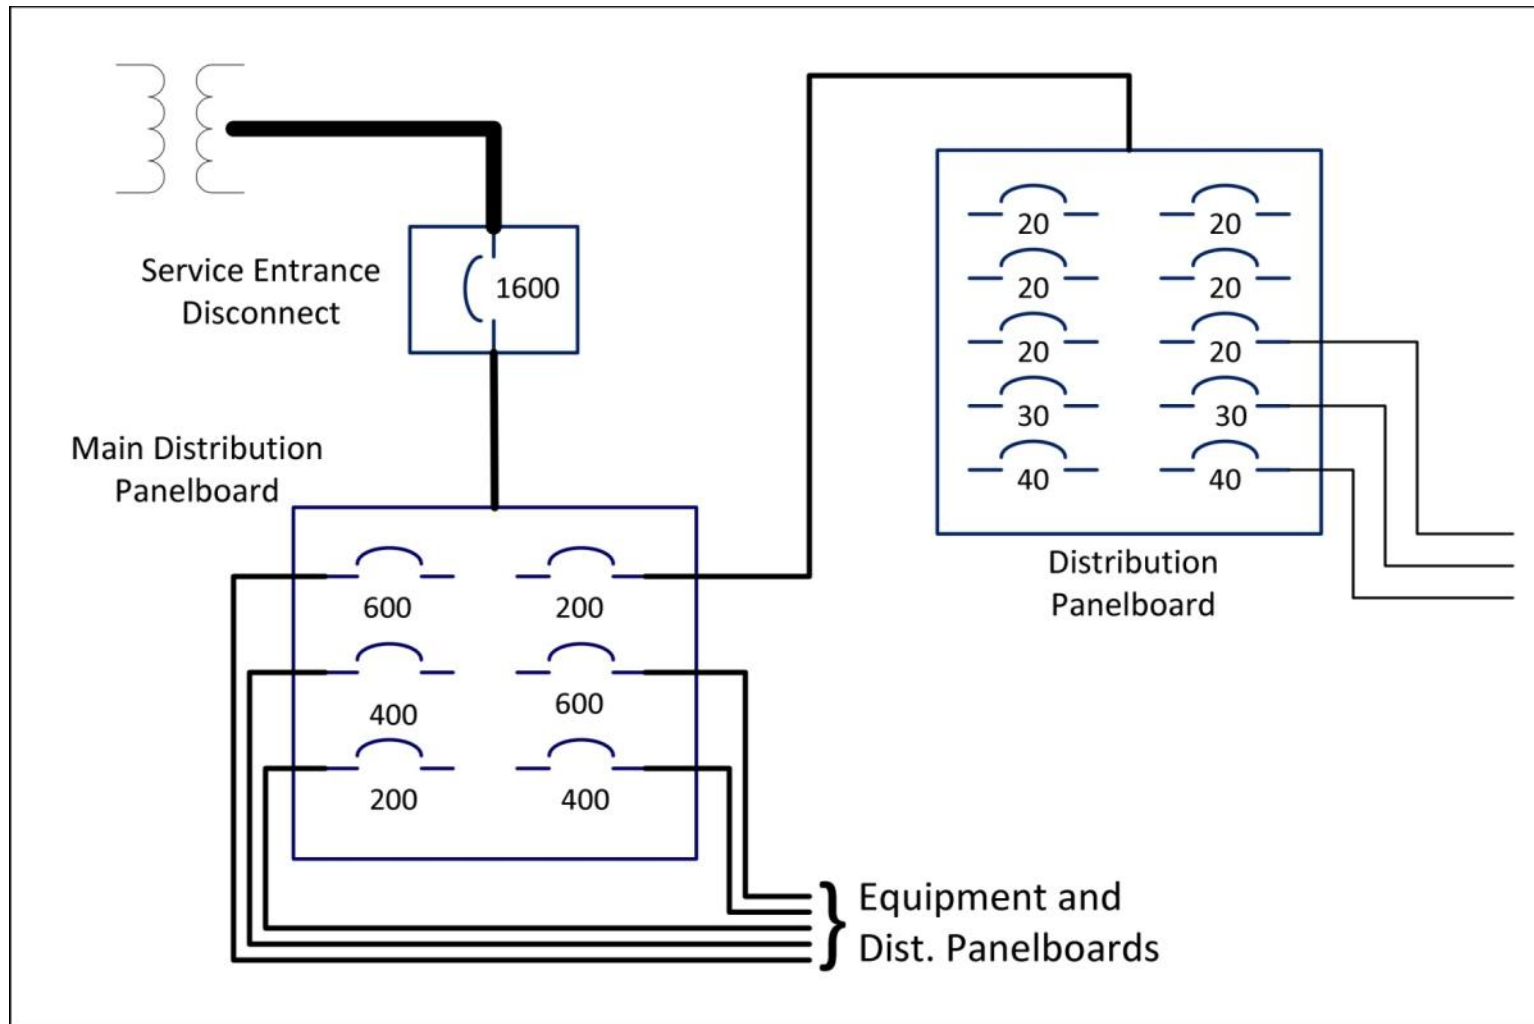 Service Entrance
Disconnect
1600
Main Distribution
Panelboard
600
200
400
600
200
400
Equipment and
Dist. Panelboards
}
20
20
20
20
20
20
30
30
40
40
Distribution
Panelboard